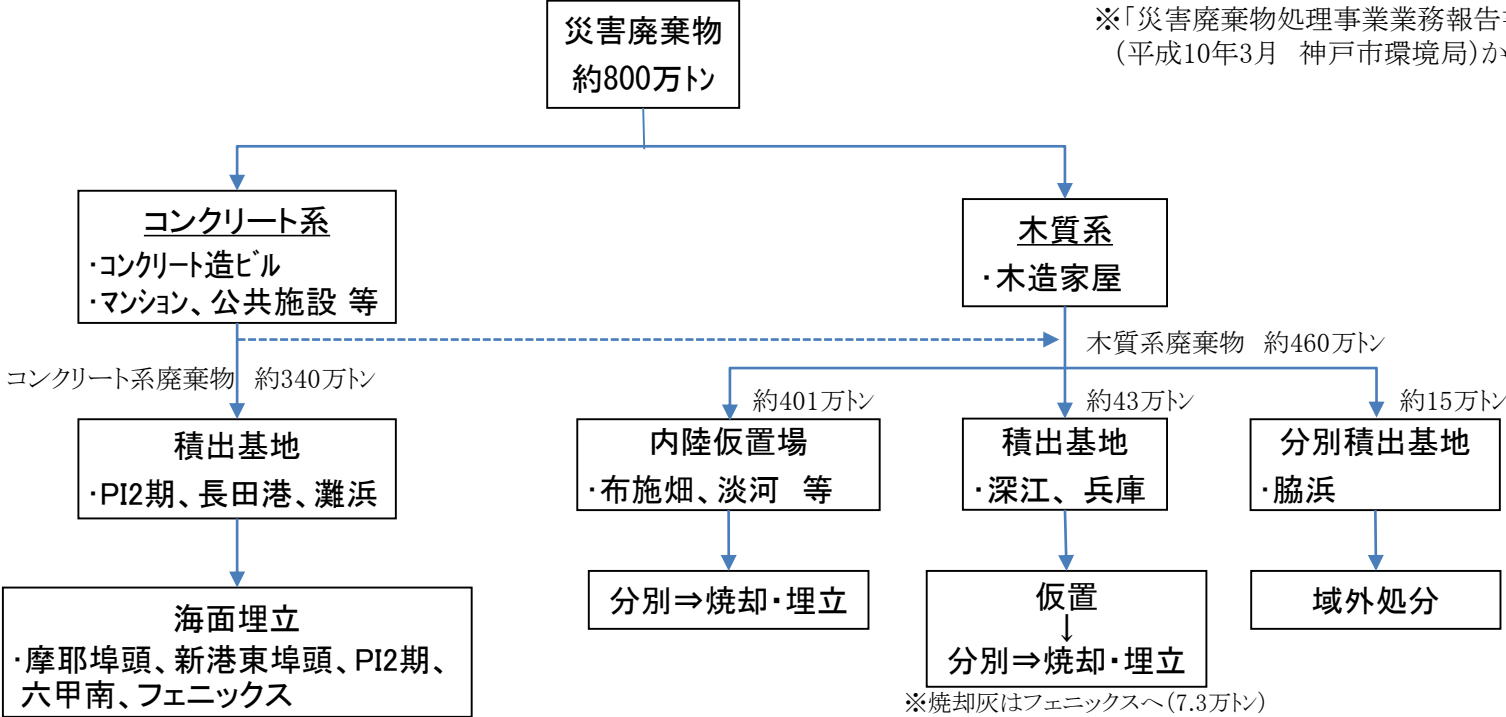 災害廃棄物
約800万㌧
※「災害廃棄物処理事業業務報告
(平成10年3月　神戸市環境局)か
コンクリート系
・コンクリート造ビル
・マンション、公共施設 等
木質系
・木造家屋
木質系廃棄物　約460万トン
コンクリート系廃棄物　約340万トン
約401万トン
約43万トン
約15万トン
積出基地
・PI2期、長田港、灘浜
内陸仮置場
・布施畑、淡河　等
積出基地
・深江、兵庫
分別積出基地
・脇浜
海面埋立
・摩耶埠頭、新港東埠頭、PI2期、
六甲南、フェニックス
分別⇒焼却・埋立
仮置
↓
分別⇒焼却・埋立
域外処分
※焼却灰はフェニックスへ(7.3万トン)